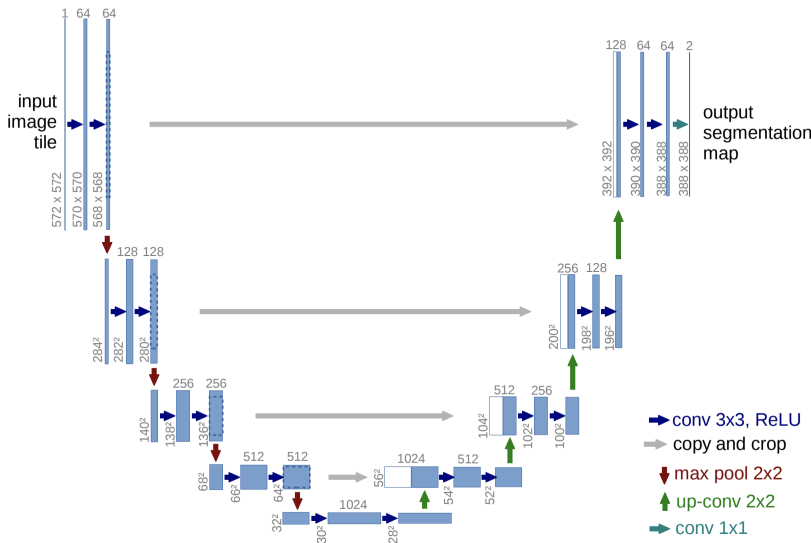 1 64 64
128 64 64 2
input
image
tile
output
segmentation
map
572 x 572
570 x 570
568 x 568
392 x 392
390 x 390
388 x 388
388 x 388
128 128
256 128
284²
282²
280²
200²
198²
196²
256 256
512 256
140²
138²
136²
104²
102²
100²
512 512
1024 512
68²
66²
64²
56²
54²
52²
1024
32²
30²
28²
conv 3x3, ReLU
copy and crop
max pool 2x2
up-conv 2x2
conv 1x1